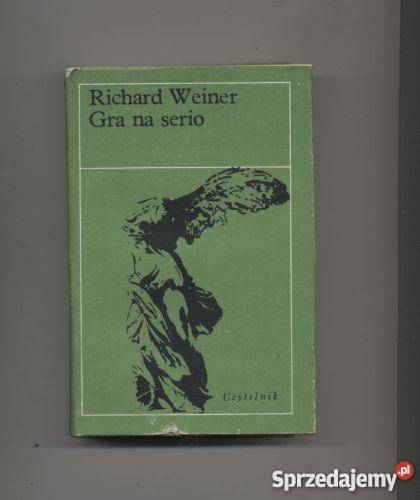 Richard Weiner
Gra na serio
Czytelnik
Sprzedajemy.pl